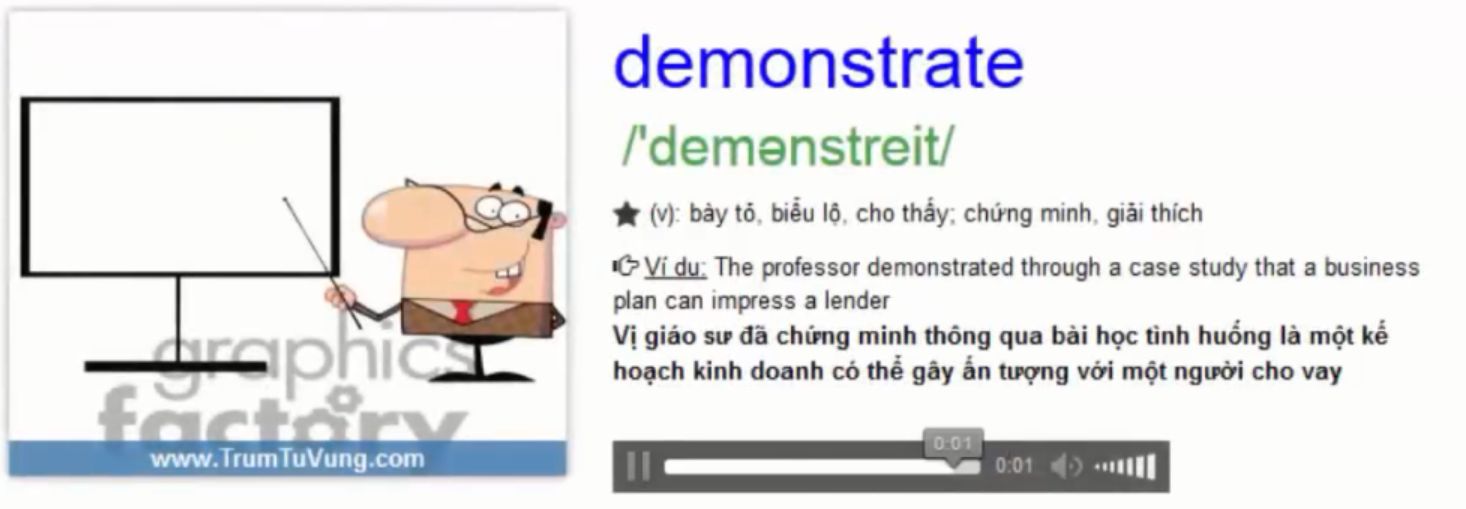 demonstrate
/'demənstreit/
★ (v): bày tỏ, biểu lộ, cho thấy; chứng minh, giải thích
Ví du: The professor demonstrated through a case study that a business
plan can impress a lender
Vị giáo sư đã chứng minh thông qua bài học tình huống là một kế
hoạch kinh doanh có thể gây ấn tượng với một người cho vay
graphics
factory
www.TrumTuVung.com
0:01
0:01